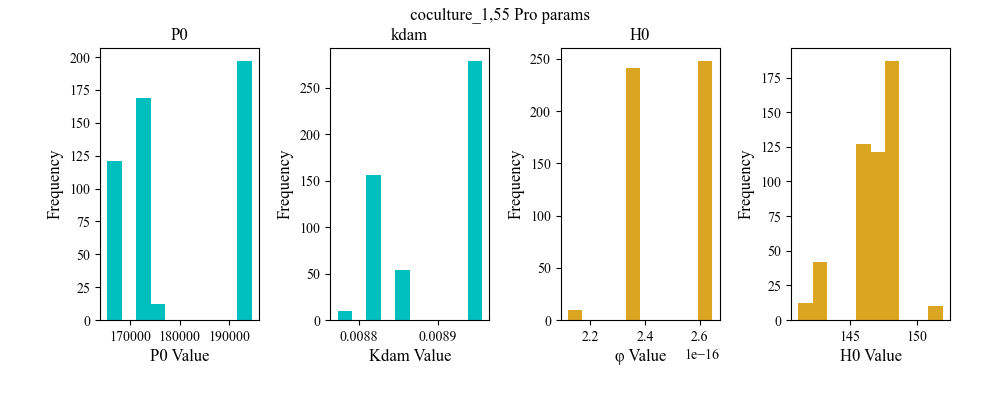 coculture_1,55 Pro params
P0
kdam
H0
Frequency
200
175
150
125
100
75
50
25
0
170000 180000 190000
P0 Value
Frequency
250
200
150
100
50
0
0.0088 0.0089
Kdam Value
Frequency
250
200
150
100
50
0
2.2 2.4 2.6
1e−16
φ Value
Frequency
175
150
125
100
75
50
25
0
145 150
H0 Value